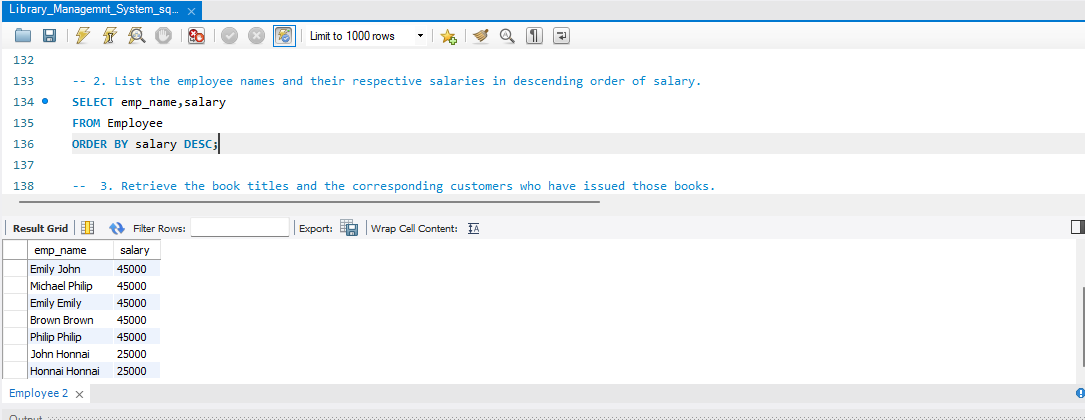 Library_Managemnt_System_sq...
Limit to 1000 rows
132
133 -- 2. List the employee names and their respective salaries in descending order of salary.
134 SELECT emp_name,salary
135 FROM Employee
136 ORDER BY salary DESC;
137
138 --  3. Retrieve the book titles and the corresponding customers who have issued those books.
Result Grid Filter Rows: Export: Wrap Cell Content:
emp_name salary
Emily John 45000
Michael Philip 45000
Emily Emily 45000
Brown Brown 45000
Philip Philip 45000
John Honnai 25000
Honnai Honnai 25000
Employee 2
Output